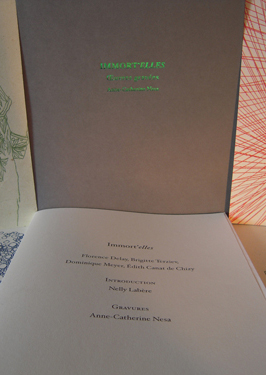 IMMORT'ELLES
Immort'elles
Florence Delay, Brigitte Terziev,
Dominique Meyer, Edith Canat de Chizy
Introduction
Nelly Labère
Gravures
Anne-Catherine Nesa